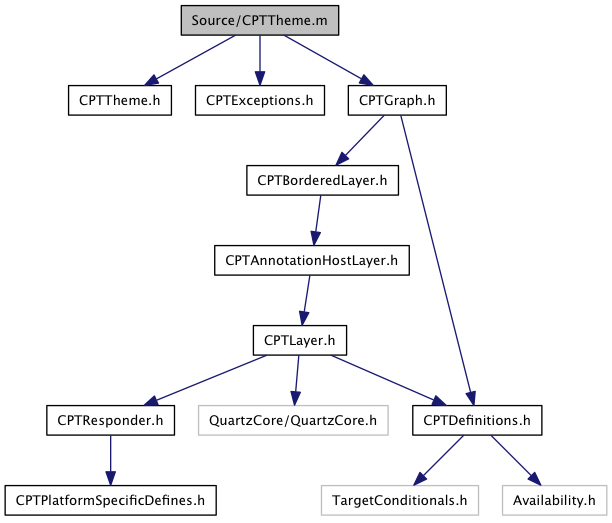 Source/CPTTheme.m
CPTTheme.h
CPTExceptions.h
CPTGraph.h
CPTBorderedLayer.h
CPTAnnotationHostLayer.h
CPTLayer.h
CPTResponder.h
QuartzCore/QuartzCore.h
CPTDefinitions.h
CPTPlatformSpecificDefines.h
TargetConditionals.h
Availability.h